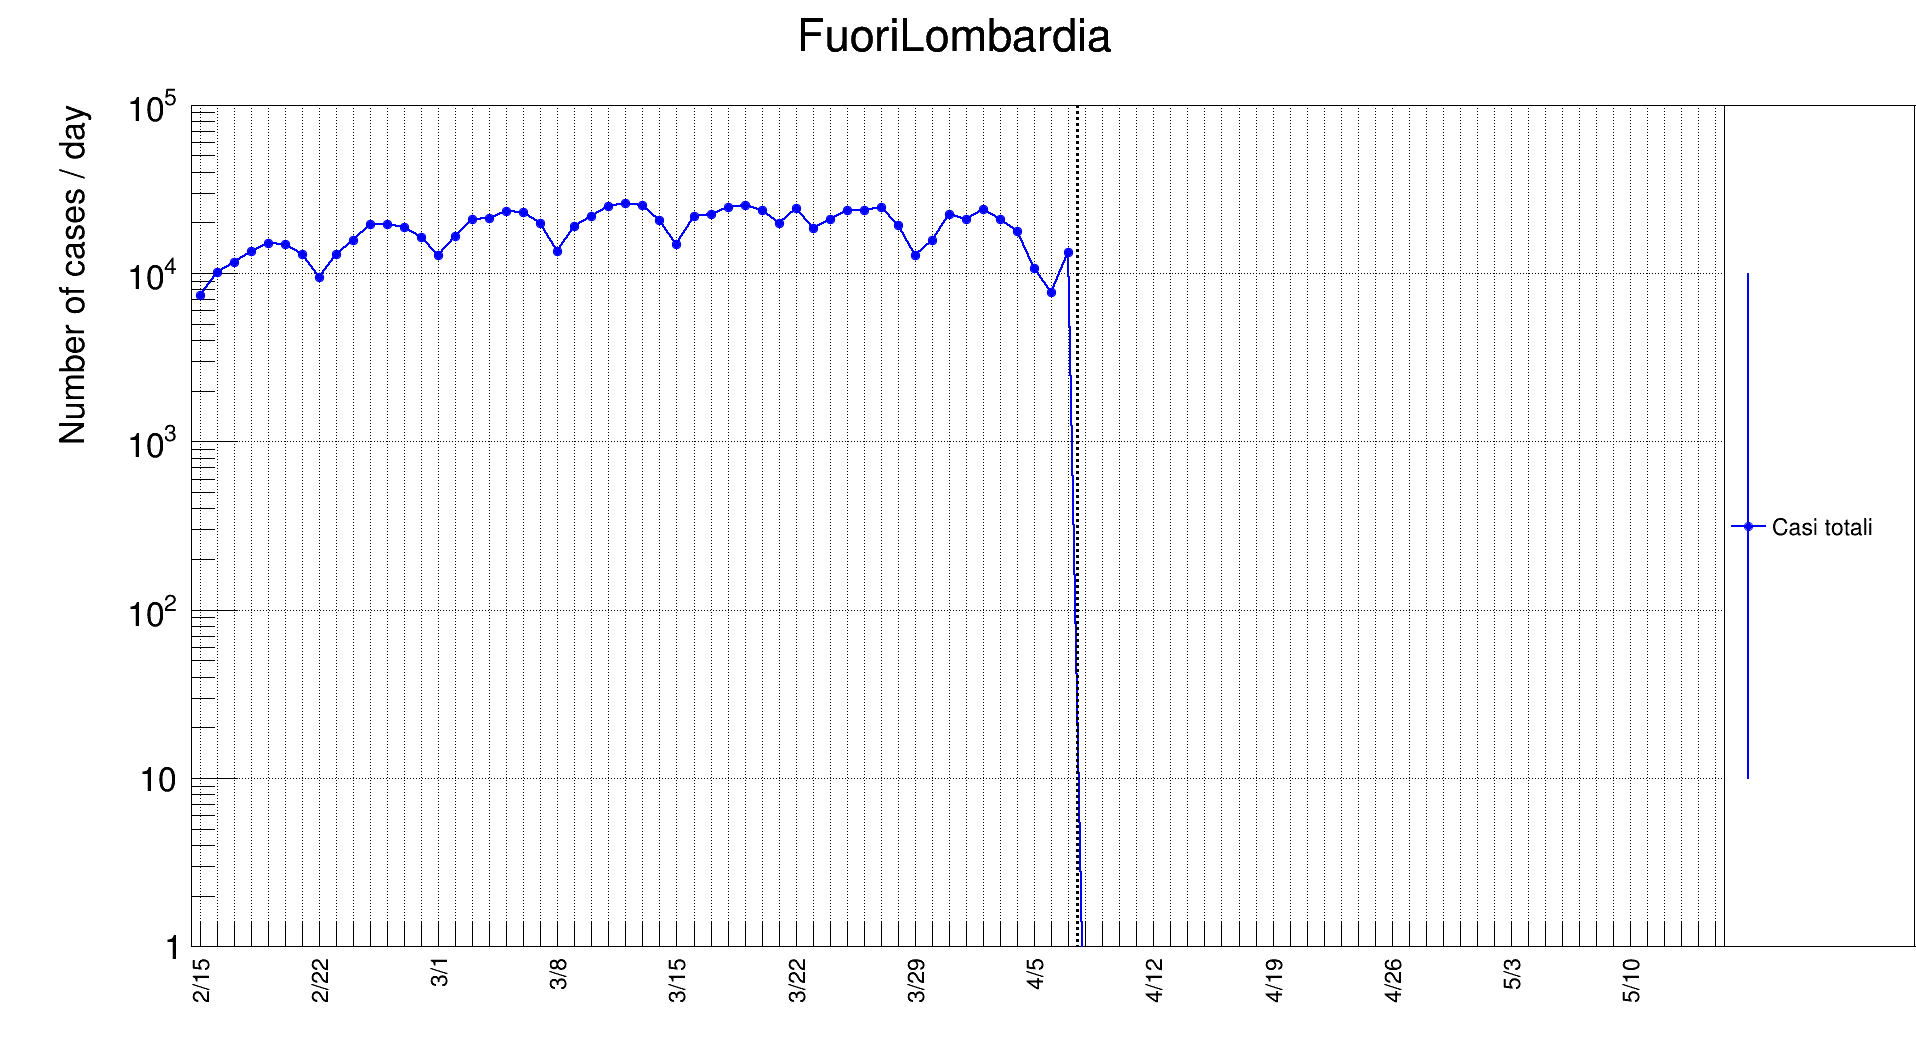 FuoriLombardia
Number of cases / day
10^5
10^4
10^3
10^2
10
1
2/15 2/22 3/1 3/8 3/15 3/22 3/29 4/5 4/12 4/19 4/26 5/3 5/10
Casi totali